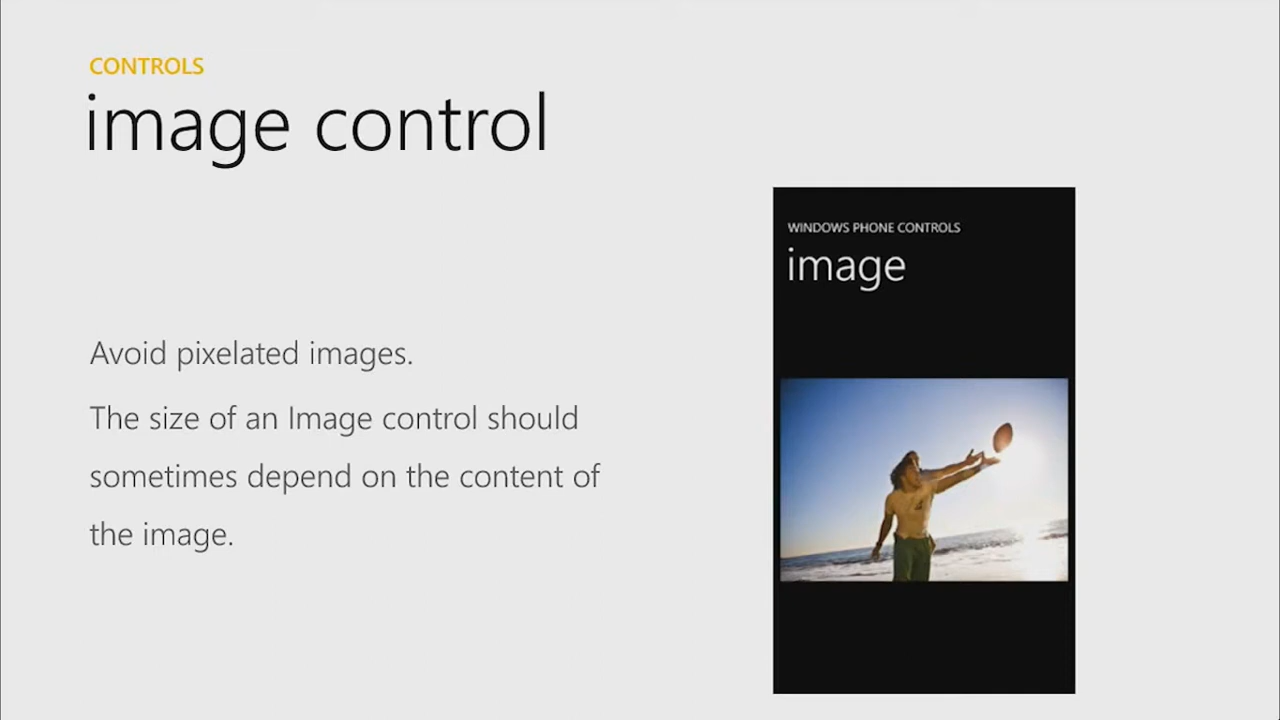 CONTROLS
image control
Avoid pixelated images.
The size of an Image control should
sometimes depend on the content of
the image.
WINDOWS PHONE CONTROLS
image